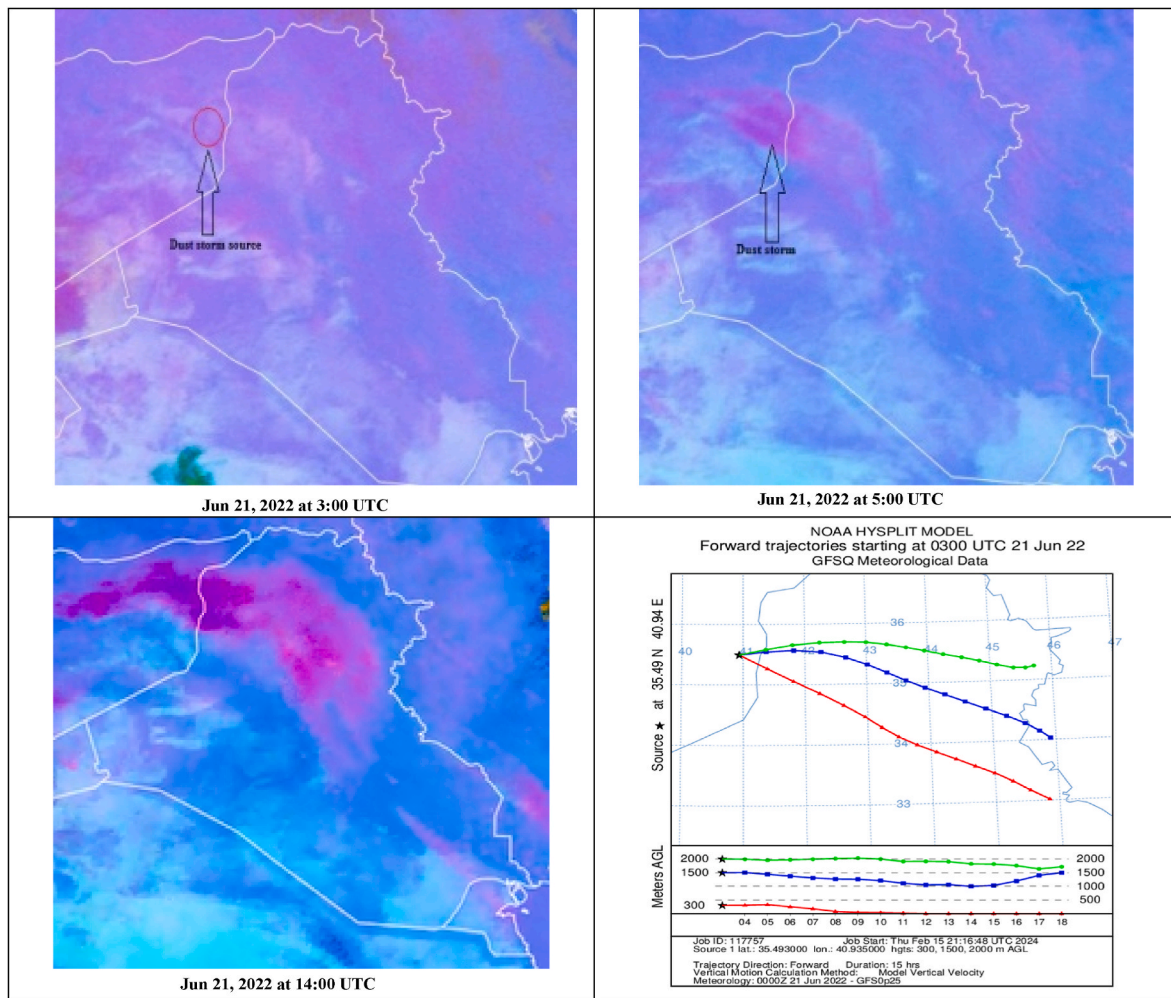 Dust storm source
Jun 21, 2022 at 3:00 UTC
Dust storm
Jun 21, 2022 at 5:00 UTC
Jun 21, 2022 at 14:00 UTC
NOAA HYSPLIT MODEL
Forward trajectories starting at 0300 UTC 21 Jun 22
GFSQ Meteorological Data
Source ★ at 35.49 N 40.94 E
36
40 41 42 43 44 45 46 47
35
34
33
Meters AGL
2000 2000
1500 1500
1000
500
300
04 05 06 07 08 09 10 11 12 13 14 15 16 17 18
Job ID: 117757 Job Start: Thu Feb 15 21:16:48 UTC 2024
Source 1 lat.: 35.493000 lon.: 40.935000 hgts: 300, 1500, 2000 m AGL
Trajectory Direction: Forward Duration: 15 hrs
Vertical Motion Calculation Method: Model Vertical Velocity
Meteorology: 0000Z 21 Jun 2022 - GFS0p25